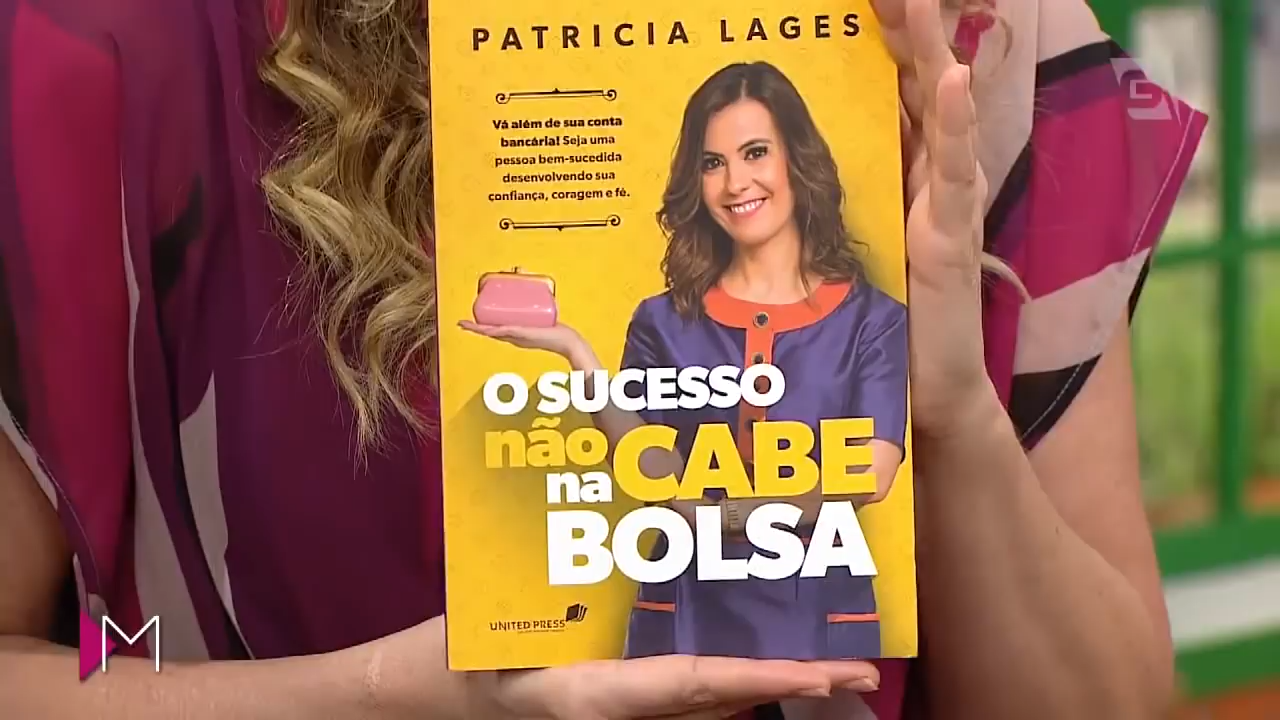 PATRICIA LAGES
Vá além de sua conta
bancária! Seja uma
pessoa bem-sucedida
desenvolvendo sua
confiança, coragem e fé.
O SUCESSO
não CABE
na
BOLSA
UNITED PRESS
M